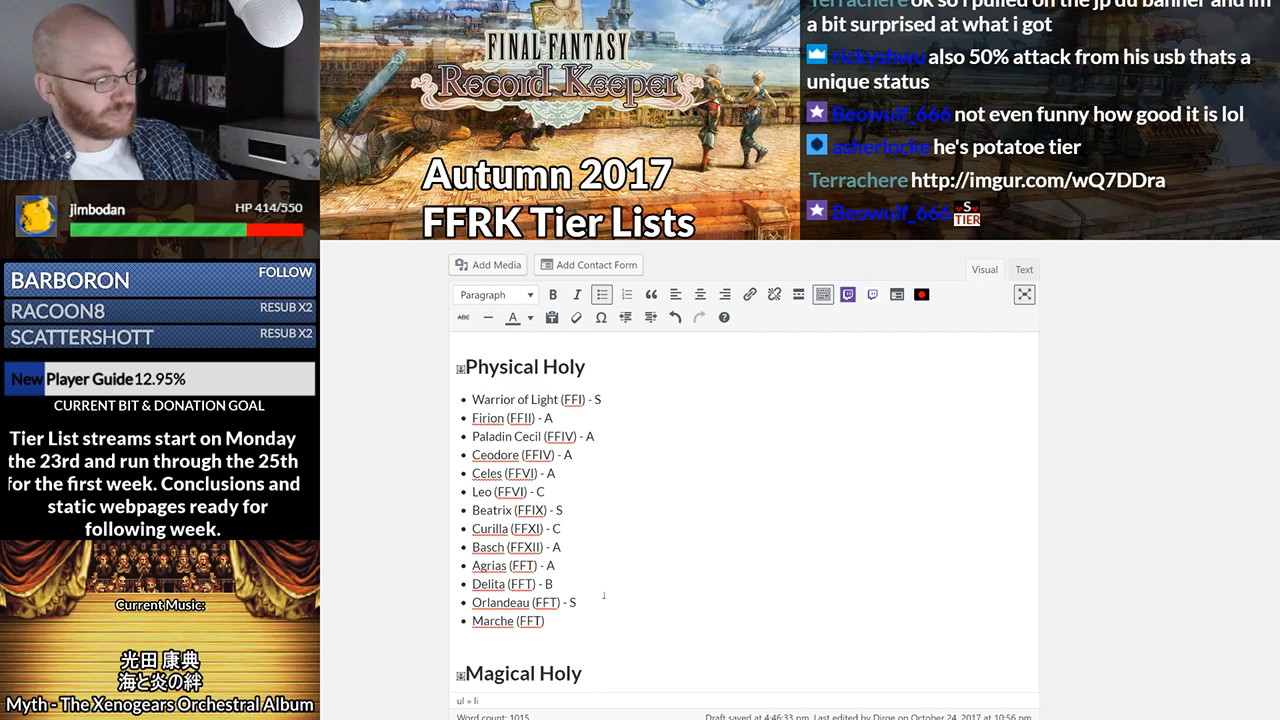 jimbodan
HP 414/550
BARBORON
FOLLOW
RACOON8
RESUB X2
SCATTERSHOTT
RESUB X2
New Player Guide 12.95%
CURRENT BIT & DONATION GOAL
Tier List streams start on Monday
the 23rd and run through the 25th
for the first week. Conclusions and
static webpages ready for
following week.
Current Music:
光田 康典
海と炎の絆
Myth - The Xenogears Orchestral Album
FINAL FANTASY
Record Keeper
Autumn 2017
FFRK Tier Lists
Terrachere ok so i pulled on the jp dd banner and im
a bit surprised at what i got
rickyshwu also 50% attack from his usb thats a
unique status
Beowulf_666 not even funny how good it is lol
asherlocke he's potatoe tier
Terrachere http://imgur.com/wQ7DDra
Beowulf_666 S
TIER
Add Media
Add Contact Form
Visual
Text
Paragraph
B
I
ABC
A
Physical Holy
Warrior of Light (FFI) - S
Firion (FFII) - A
Paladin Cecil (FFIV) - A
Ceodore (FFIV) - A
Celes (FFVI) - A
Leo (FFVI) - C
Beatrix (FFIX) - S
Curilla (FFXI) - C
Basch (FFXII) - A
Agrias (FFT) - A
Delita (FFT) - B
Orlandeau (FFT) - S
Marche (FFT)
Magical Holy
ul » li
Word count: 1015
Draft saved at 4:46:33 pm. Last edited by Dirge on October 24, 2017 at 10:56 pm